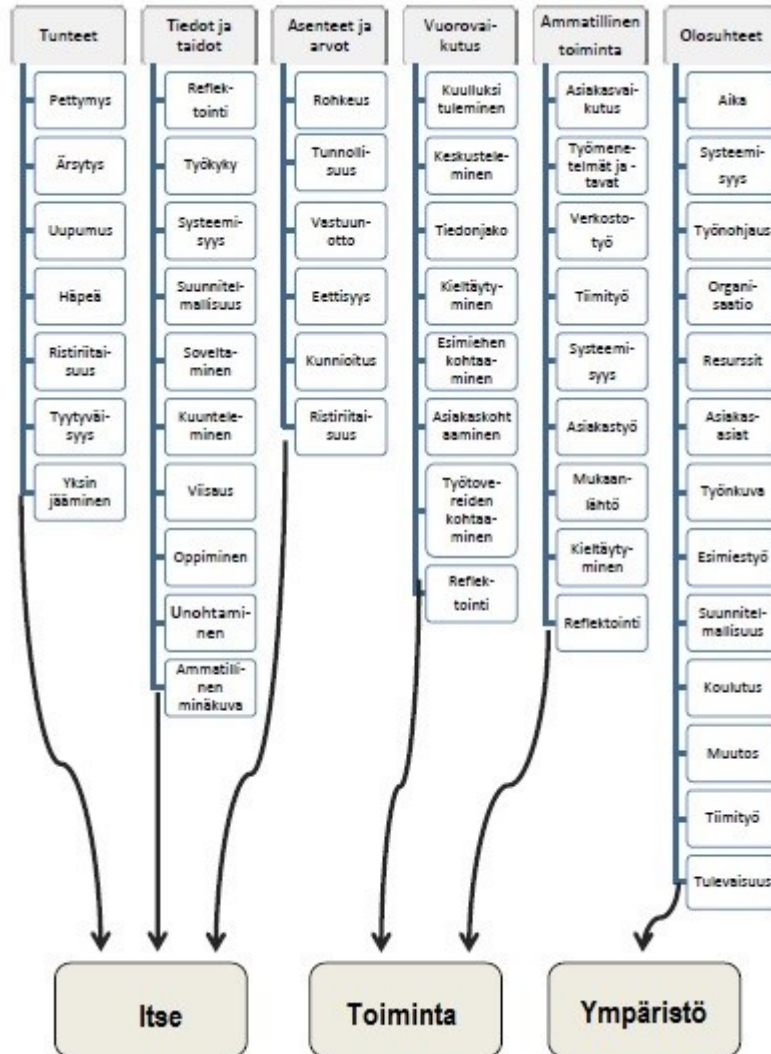 Tunteet
Pettymys
Ärsytys
Uupumus
Häpeä
Ristiriitai-
suus
Tyytyväi-
syys
Yksin
jääminen
Tiedot ja
taidot
Reflek-
tointi
Työkyky
Systeemi-
syys
Suunnitel-
mallisuus
Sovelta-
minen
Kuuntele-
minen
Viisaus
Oppiminen
Unohtami-
nen
Ammatilli-
nen
minäkuva
Asenteet ja
arvot
Rohkeus
Tunnolli-
suus
Vastuun-
otto
Eettisyys
Kunnioitus
Ristiriitai-
suus
Vuorovai-
kutus
Kuulluksi
tuleminen
Keskustele-
minen
Tiedonjako
Kieltäyty-
minen
Esimiehen
kohtaa-
minen
Asiakaskoht
aaminen
Työtove-
reiden
kohtaa-
minen
Reflek-
tointi
Ammatillinen
toiminta
Asiakasvai-
kutus
Työmene-
telmät ja -
tavat
Verkosto-
työ
Tiimityö
Systeemi-
syys
Asiakastyö
Mukaan-
lähtö
Kieltäyty-
minen
Reflektointi
Olosuhteet
Aika
Systeemi-
syys
Työnohjaus
Organi-
saatio
Resurssit
Asiakas-
asiat
Työnkuva
Esimiestyö
Suunnitel-
mallisuus
Koulutus
Muutos
Tiimityö
Tulevaisuus
Itse
Toiminta
Ympäristö